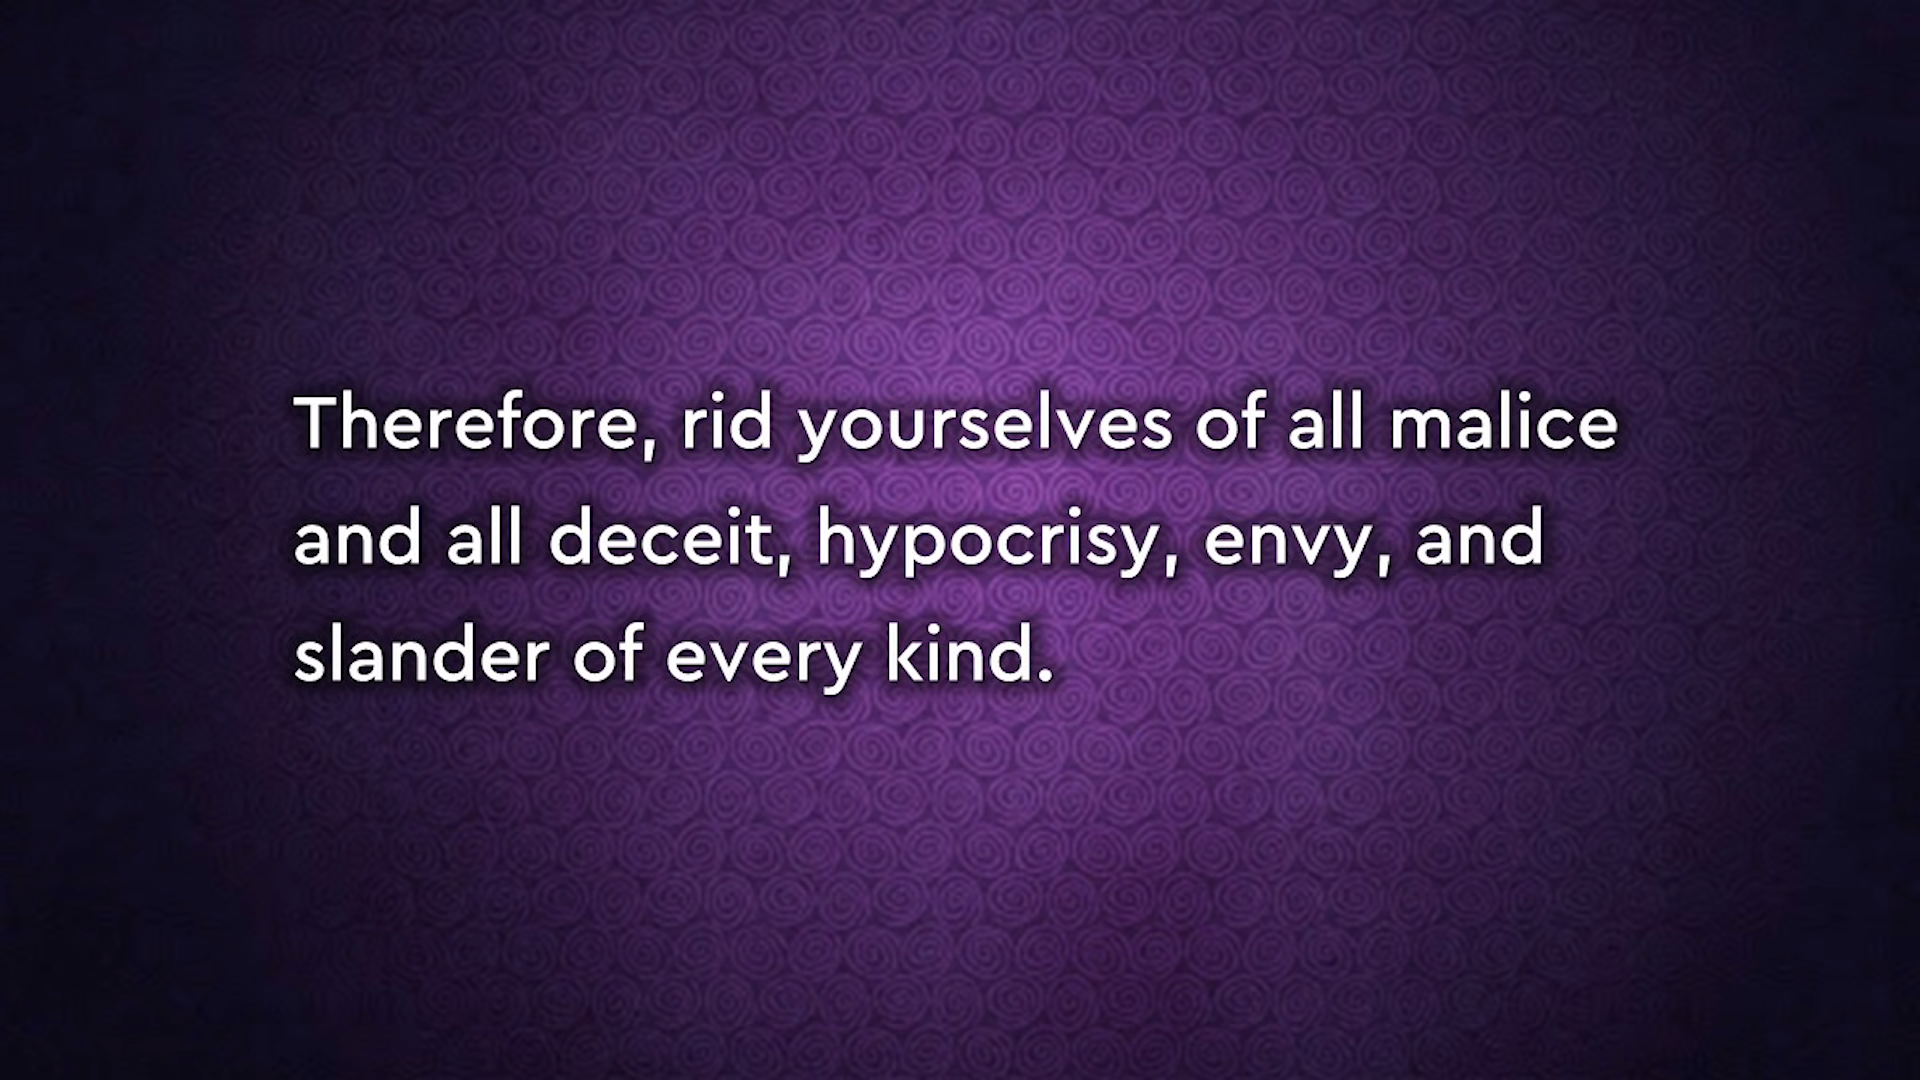 Therefore, rid yourselves of all malice
and all deceit, hypocrisy, envy, and
slander of every kind.